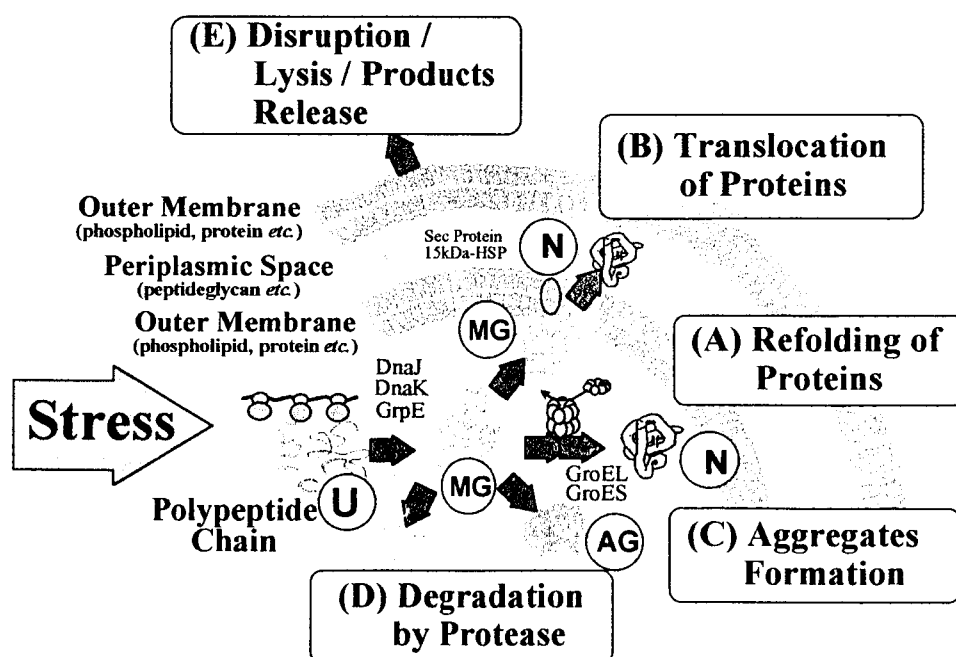 (E) Disruption /
Lysis / Products
Release
(B) Translocation
of Proteins
Outer Membrane
(phospholipid, protein etc.)
Periplasmic Space
(peptideglycan etc.)
Outer Membrane
(phospholipid, protein etc.)
Sec Protein
15kDa-HSP
N
MG
(A) Refolding of
Proteins
DnaJ
DnaK
GrpE
Stress
GroEL
GroES
N
U
MG
Polypeptide
Chain
AG
(C) Aggregates
Formation
(D) Degradation
by Protease